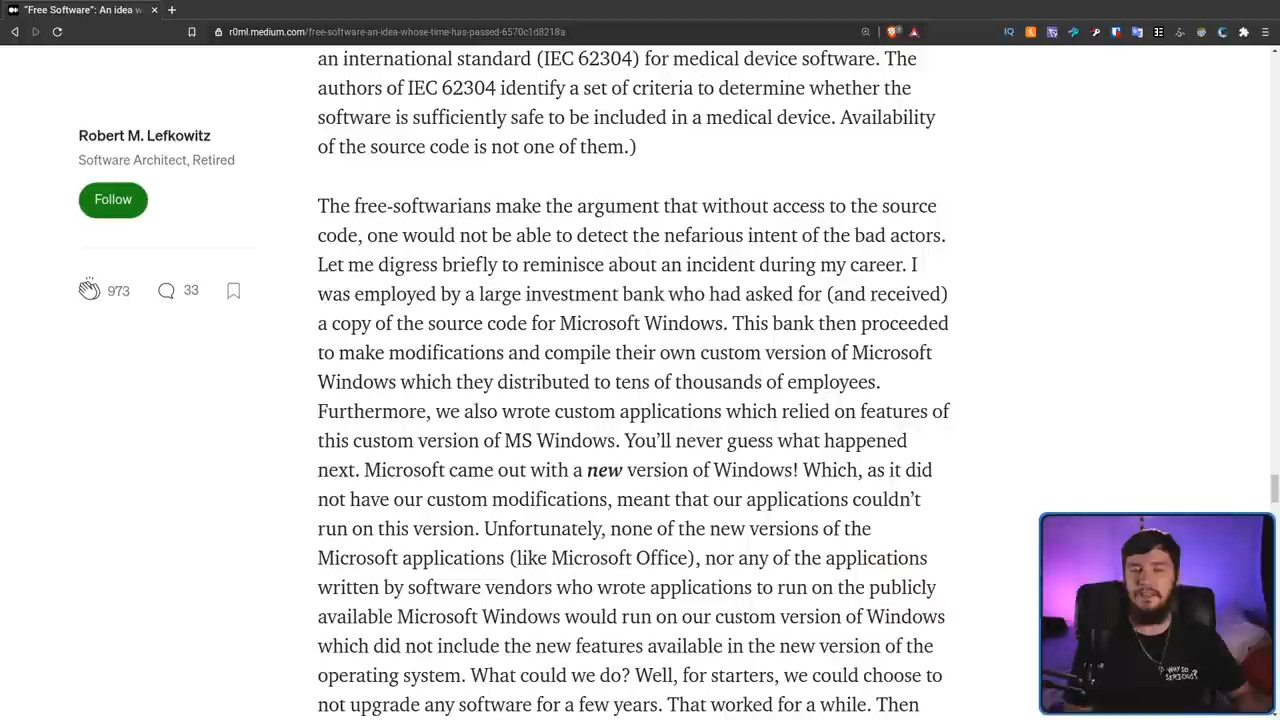 "Free Software": An idea w
r0ml.medium.com/free-software-an-idea-whose-time-has-passed-6570c1d8218a
an international standard (IEC 62304) for medical device software. The
authors of IEC 62304 identify a set of criteria to determine whether the
software is sufficiently safe to be included in a medical device. Availability
of the source code is not one of them.)
Robert M. Lefkowitz
Software Architect, Retired
Follow
973
33
The free-softwarians make the argument that without access to the source
code, one would not be able to detect the nefarious intent of the bad actors.
Let me digress briefly to reminisce about an incident during my career. I
was employed by a large investment bank who had asked for (and received)
a copy of the source code for Microsoft Windows. This bank then proceeded
to make modifications and compile their own custom version of Microsoft
Windows which they distributed to tens of thousands of employees.
Furthermore, we also wrote custom applications which relied on features of
this custom version of MS Windows. You'll never guess what happened
next. Microsoft came out with a new version of Windows! Which, as it did
not have our custom modifications, meant that our applications couldn't
run on this version. Unfortunately, none of the new versions of the
Microsoft applications (like Microsoft Office), nor any of the applications
written by software vendors who wrote applications to run on the publicly
available Microsoft Windows would run on our custom version of Windows
which did not include the new features available in the new version of the
operating system. What could we do? Well, for starters, we could choose to
not upgrade any software for a few years. That worked for a while. Then
WHY SO
SERIOUS?